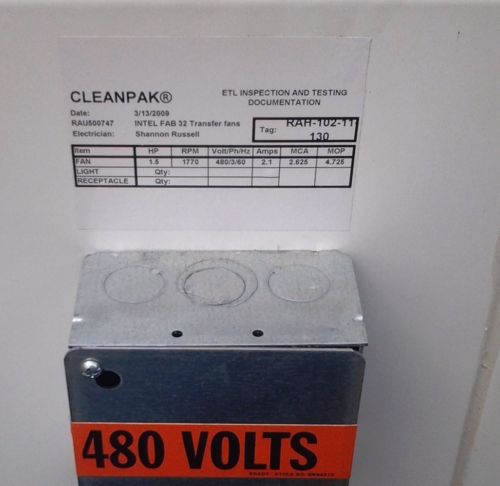 CLEANPAK®
ETL INSPECTION AND TESTING
DOCUMENTATION
Date: 3/13/2009
RAU500747 INTEL FAB 32 Transfer fans
Electrician: Shannon Russell
Tag: RAH-102-11
130
Item HP RPM Volt/Ph/Hz Amps MCA MOP
FAN 1.5 1770 480/3/60 2.1 2.625 4.725
LIGHT Qty:
RECEPTACLE Qty:
480 VOLTS